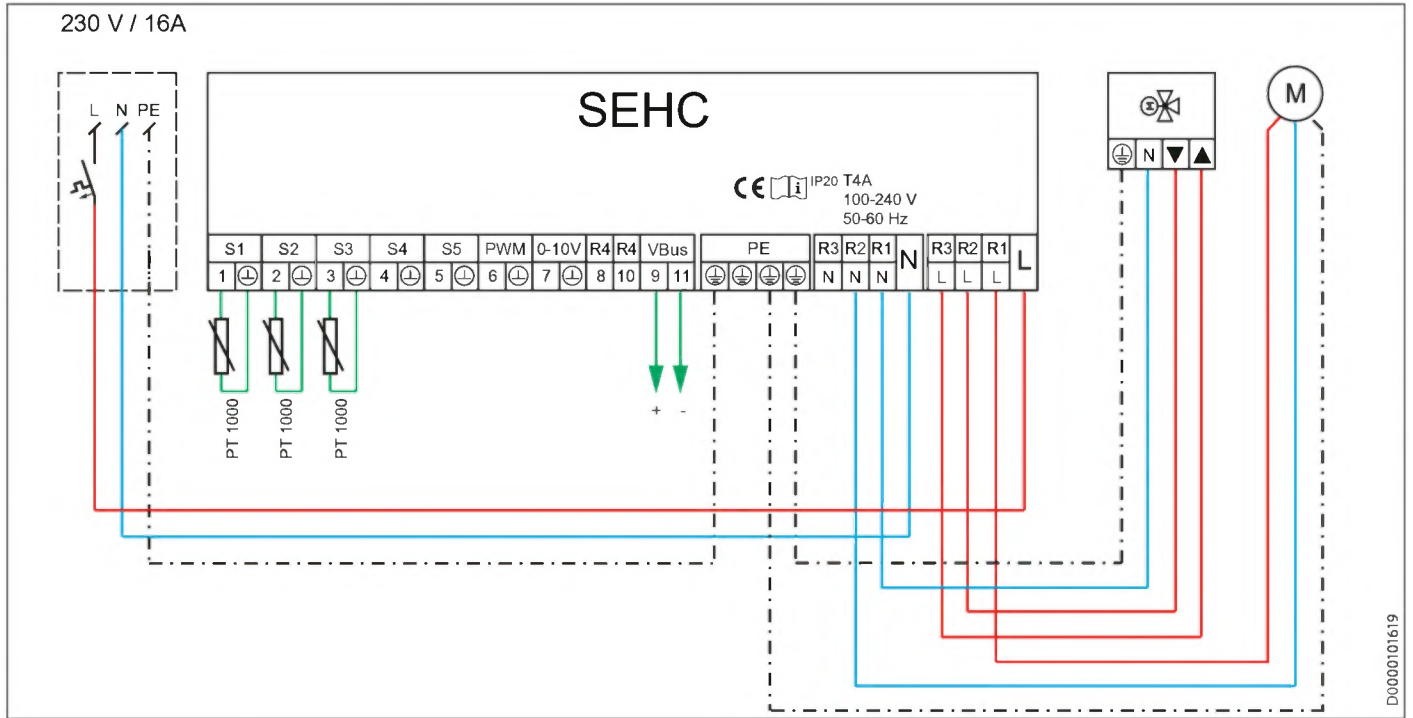 230 V / 16A
L N PE
SEHC
CE i IP20 T4A
100-240 V
50-60 Hz
S1 S2 S3 S4 S5 PWM 0-10V R4 R4 VBus PE R3 R2 R1 N R3 R2 R1 L
1 2 3 4 5 6 7 8 10 9 11 N N N L L L
N ▼ ▲
M
PT 1000
PT 1000
PT 1000
+ -
D0000101619